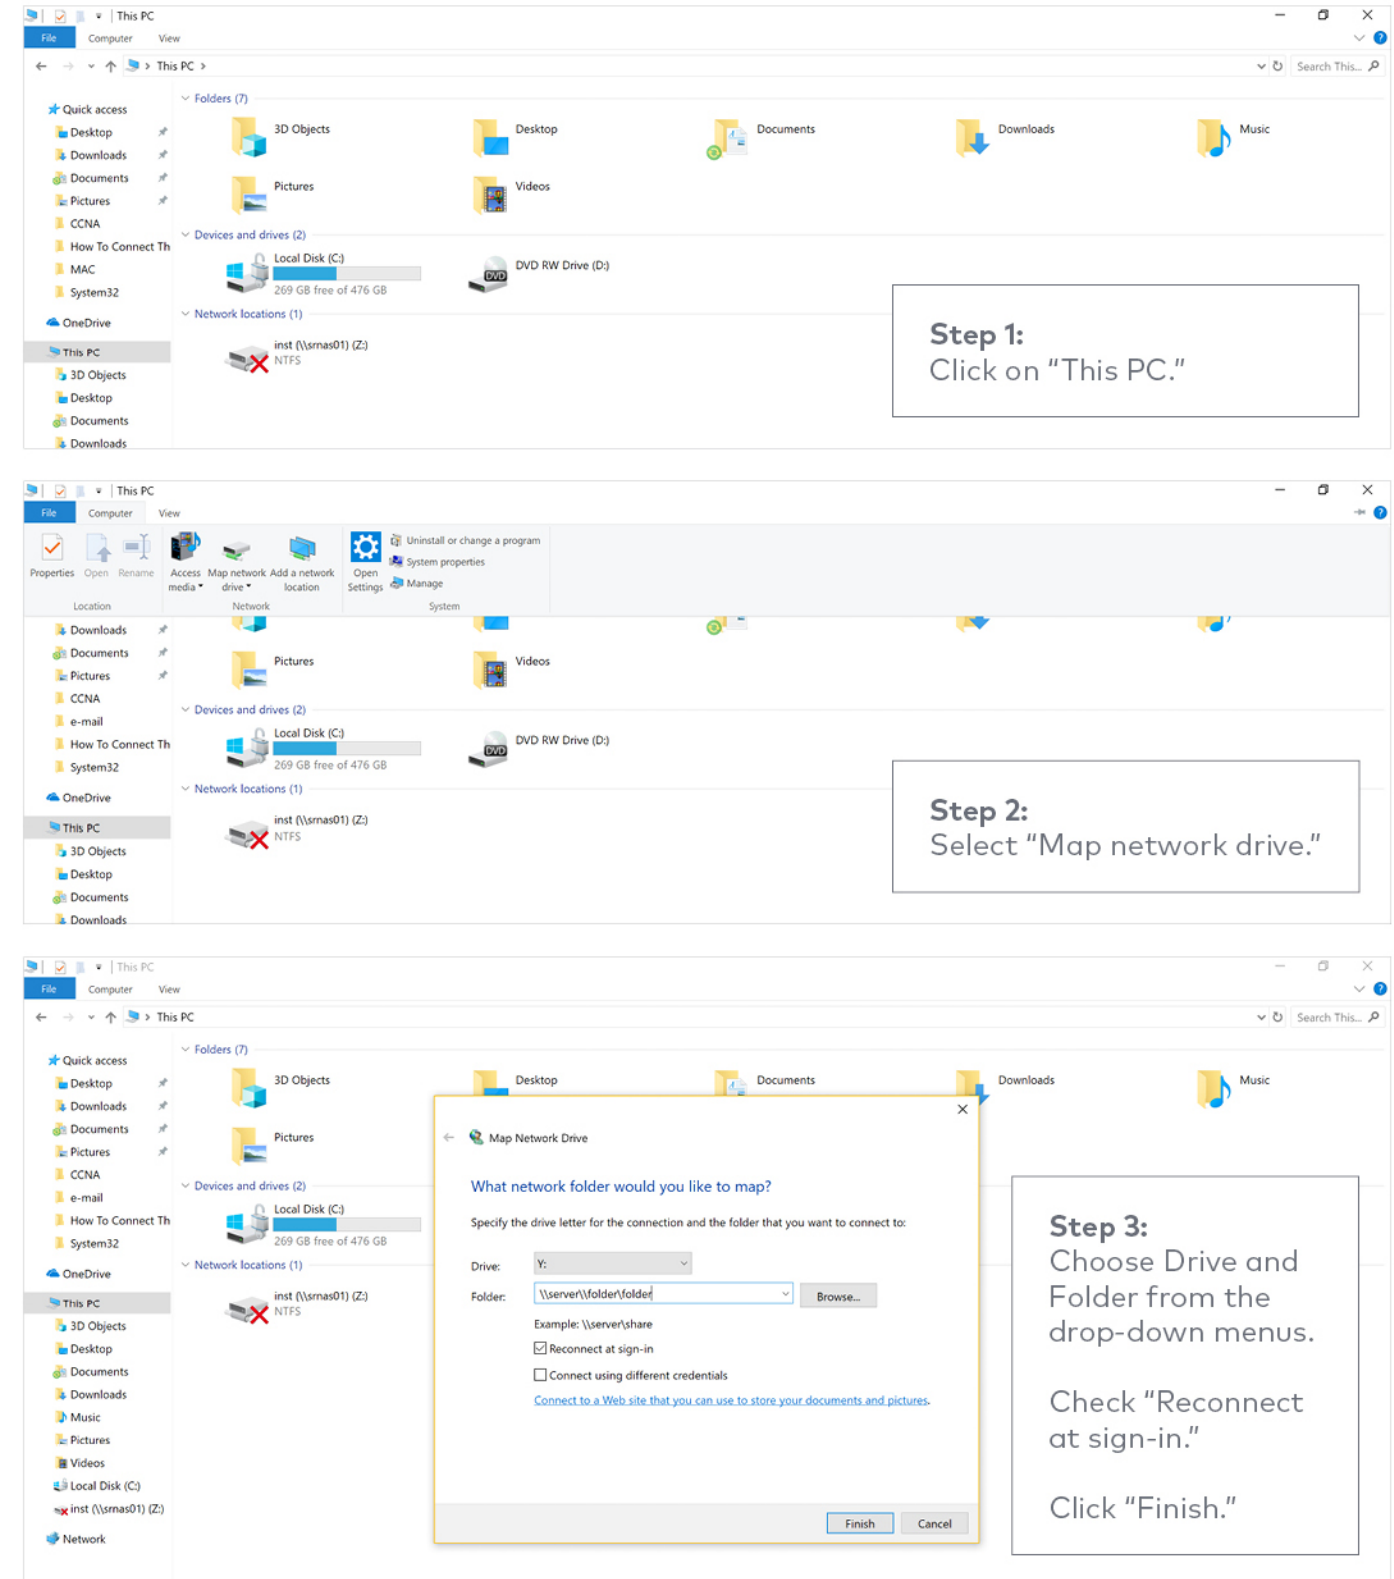 This PC
File Computer View
This PC
Search This...
Quick access
Desktop
Downloads
Documents
Pictures
CCNA
How To Connect Th
MAC
System32
OneDrive
This PC
3D Objects
Desktop
Documents
Downloads
Folders (7)
3D Objects
Desktop
Documents
Downloads
Music
Pictures
Videos
Devices and drives (2)
Local Disk (C:)
269 GB free of 476 GB
DVD
DVD RW Drive (D:)
Network locations (1)
inst (\\srnas01) (Z:)
NTFS
Step 1:
Click on “This PC.”
This PC
File Computer View
Properties
Open
Rename
Location
Access
media
Map network
drive
Add a network
location
Network
Open
Settings
Uninstall or change a program
System properties
Manage
System
Downloads
Documents
Pictures
CCNA
e-mail
How To Connect Th
System32
OneDrive
This PC
3D Objects
Desktop
Documents
Downloads
Pictures
Videos
Devices and drives (2)
Local Disk (C:)
269 GB free of 476 GB
DVD
DVD RW Drive (D:)
Network locations (1)
inst (\\srnas01) (Z:)
NTFS
Step 2:
Select “Map network drive.”
This PC
File Computer View
This PC
Search This...
Quick access
Desktop
Downloads
Documents
Pictures
CCNA
e-mail
How To Connect Th
System32
OneDrive
This PC
3D Objects
Desktop
Documents
Downloads
Music
Pictures
Videos
Local Disk (C:)
inst (\\srnas01) (Z:)
Network
Folders (7)
3D Objects
Desktop
Documents
Downloads
Music
Pictures
Devices and drives (2)
Local Disk (C:)
269 GB free of 476 GB
Network locations (1)
inst (\\srnas01) (Z:)
NTFS
Map Network Drive
What network folder would you like to map?
Specify the drive letter for the connection and the folder that you want to connect to:
Drive: Y:
Folder: \\server\\folder\folder
Browse...
Example: \\server\share
Reconnect at sign-in
Connect using different credentials
Connect to a Web site that you can use to store your documents and pictures.
Finish
Cancel
Step 3:
Choose Drive and
Folder from the
drop-down menus.
Check “Reconnect
at sign-in.”
Click “Finish.”